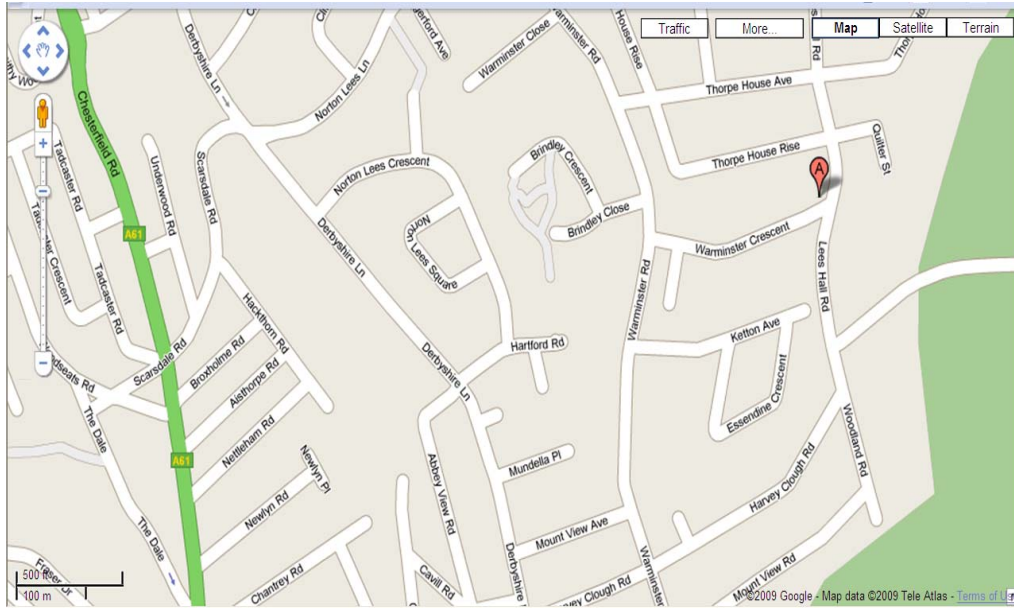 Traffic
More...
Map
Satellite
Terrain
Derbyshire Ln
Norton Lees Ln
Warminster Close
Warminster Rd
House Rise
Rd
Thorpe House Ave
Chesterfield Rd
Tadcaster Rd
Underwood Rd
Scarsdale Rd
Norton Lees Crescent
Brindley Crescent
Thorpe House Rise
Quilter St
A
Brindley Close
Norton Lees Square
Warminster Crescent
Lees Hall Rd
A61
Tadcaster Crescent
Tadcaster Rd
Derbyshire Ln
Hackthorn Rd
Warminster Rd
Ketton Ave
Hartford Rd
Scarsdale Rd
Broxholme Rd
Aisthorpe Rd
Derbyshire Ln
Essendine Crescent
Woodland Rd
The Dale
Nettleham Rd
A61
Newlyn Pl
Newlyn Rd
Abbey View Rd
Mundella Pl
Harvey Clough Rd
Mount View Ave
The Dale
Chantrey Rd
Cavill Rd
Derbyshire
Warminster
Mount View Rd
Fraser Dr
500 ft
100 m
©2009 Google - Map data ©2009 Tele Atlas - Terms of